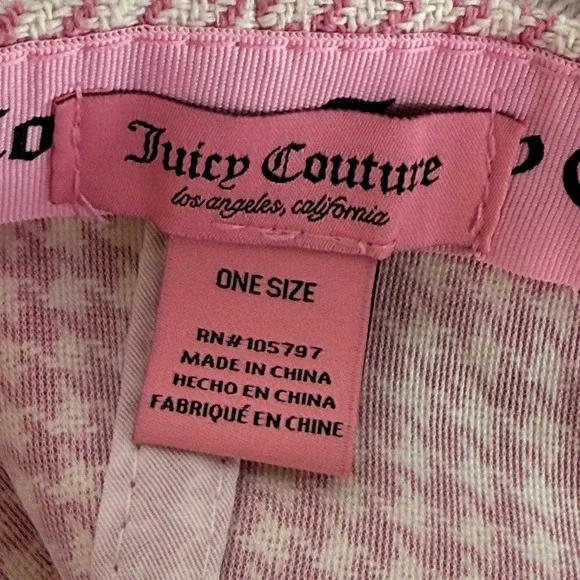 Juicy Couture
los angeles, california
ONE SIZE
RN#105797
MADE IN CHINA
HECHO EN CHINA
FABRIQUÉ EN CHINE